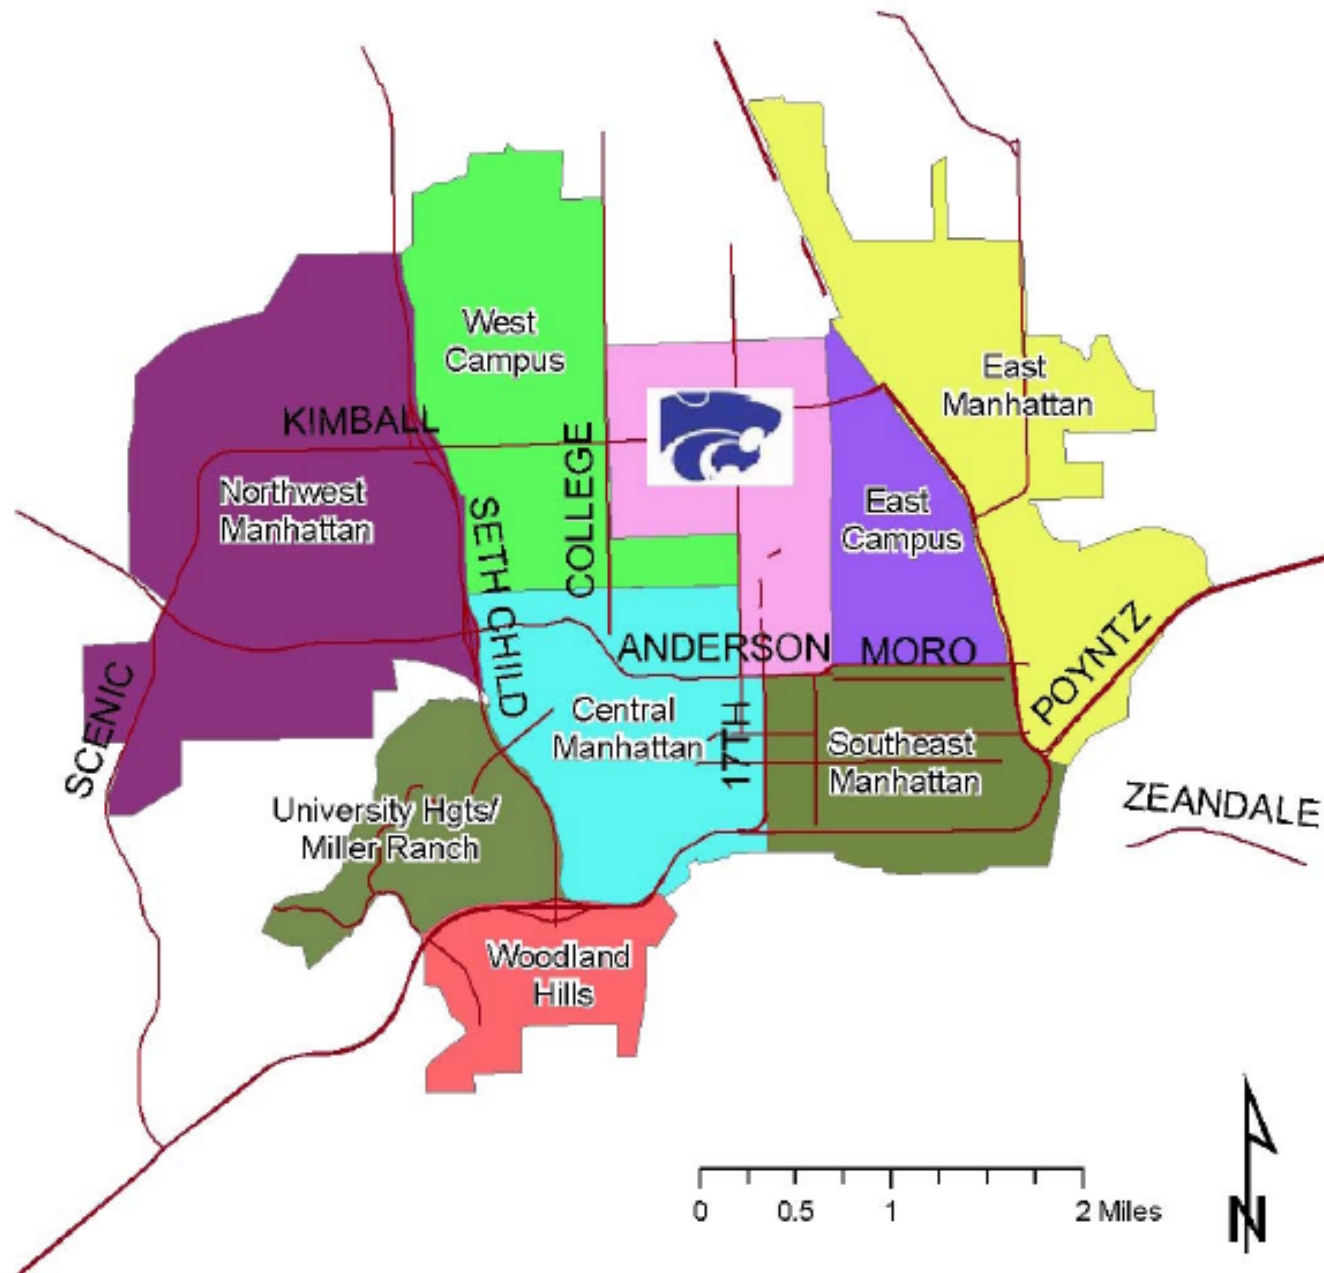 West
Campus
East
Manhattan
KIMBALL
COLLEGE
Northwest
Manhattan
SETH CHILD
East
Campus
ANDERSON
MORO
POYNTZ
SCENIC
Central
Manhattan
17TH
Southeast
Manhattan
University Hgts/
Miller Ranch
ZEANDALE
Woodland
Hills
0 0.5 1 2 Miles
N